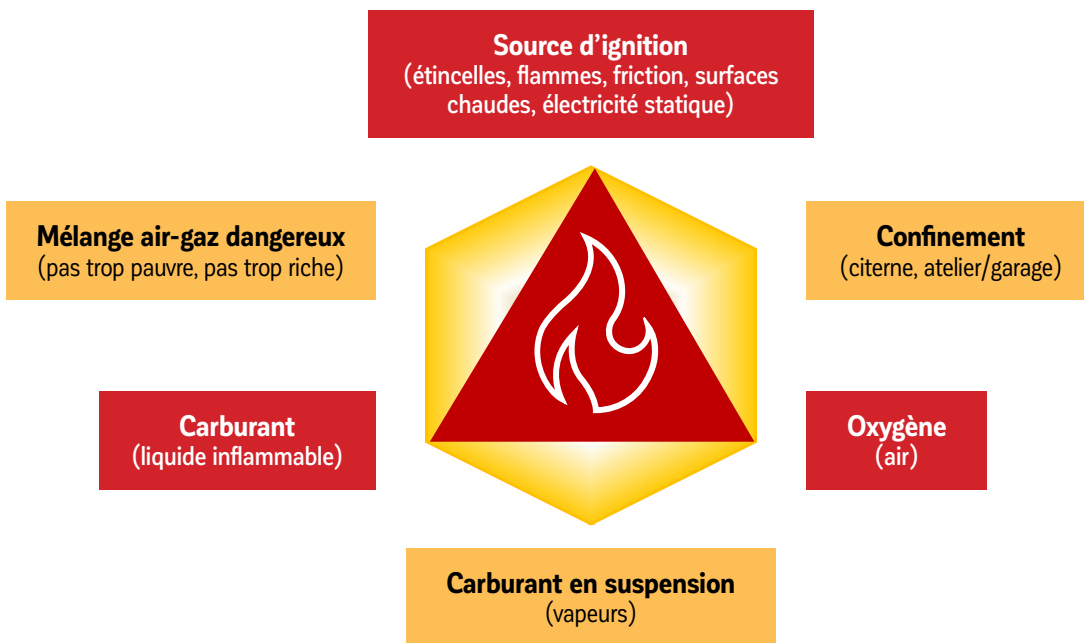 Source d’ignition
(étincelles, flammes, friction, surfaces
chaudes, électricité statique)
Mélange air-gaz dangereux
(pas trop pauvre, pas trop riche)
Confinement
(citerne, atelier/garage)
Carburant
(liquide inflammable)
Oxygène
(air)
Carburant en suspension
(vapeurs)